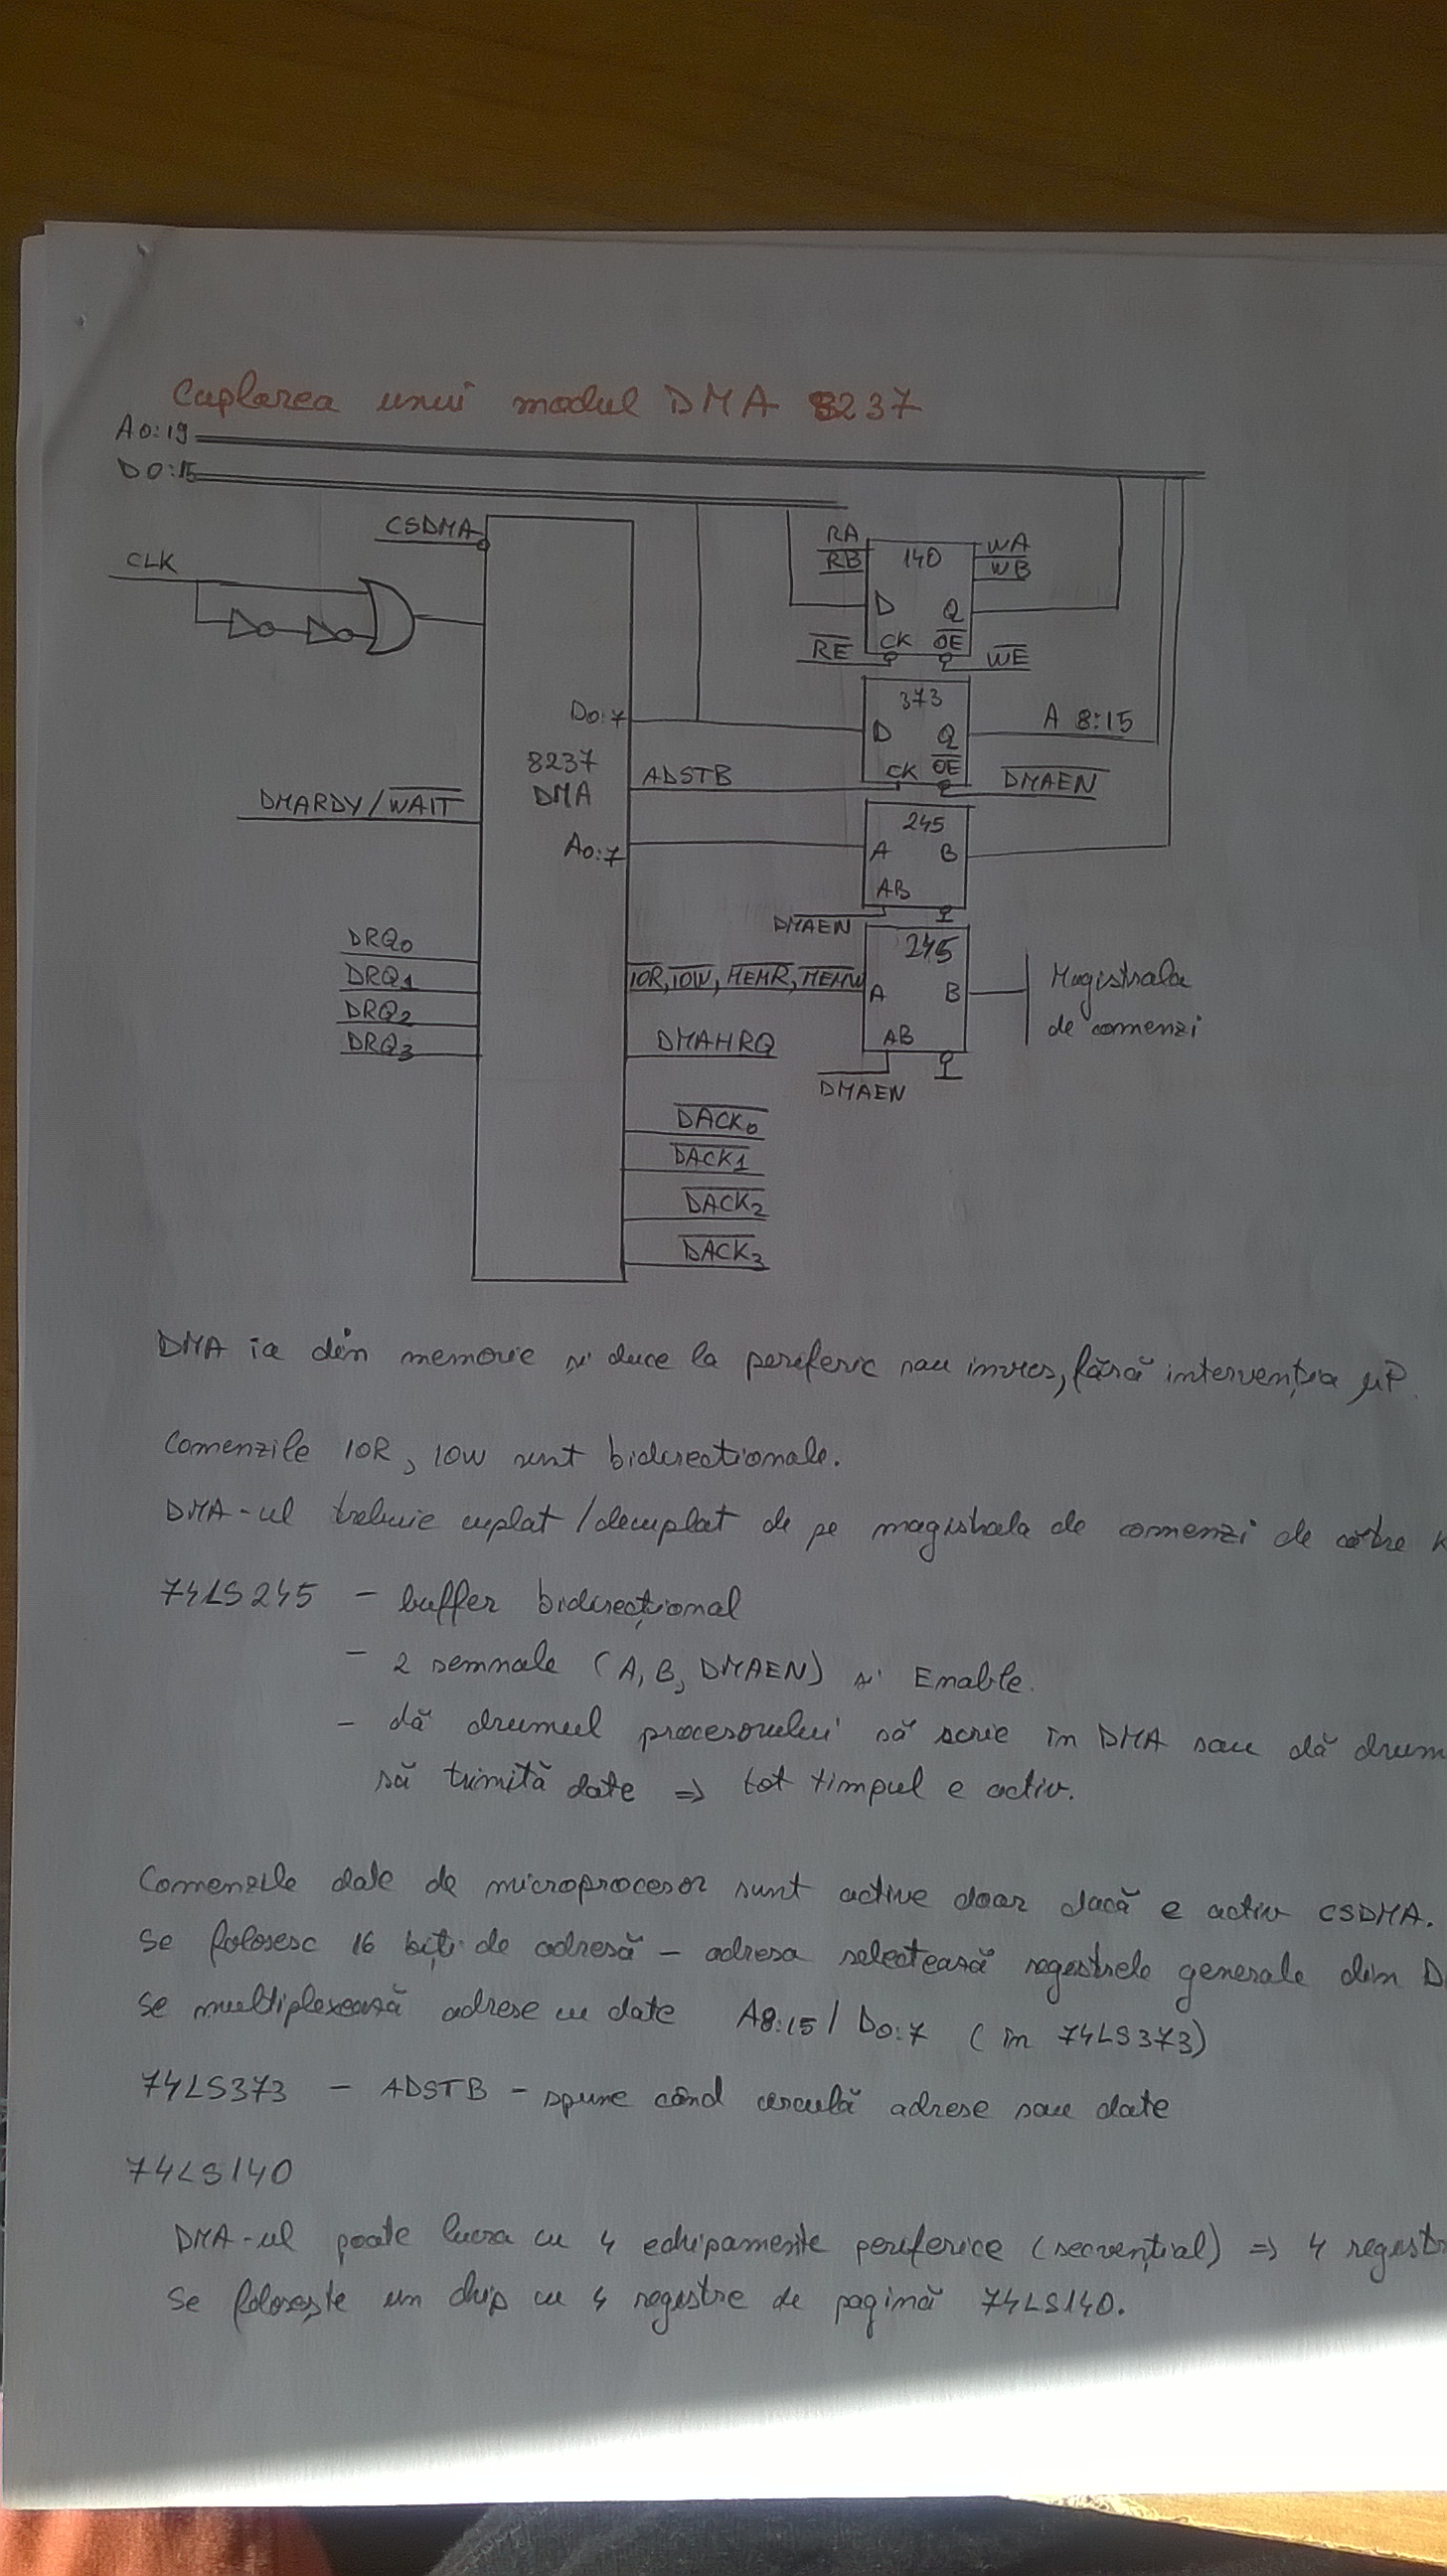 Cuplarea unui modul DMA 8237
A0:19
D0:15
CSDMA
CLK
RA
RB
140
WA
WB
D
Q
CK
OE
RE
WE
373
D0:7
D
Q
A 8:15
8237
DMA
ADSTB
CK
OE
DMAEN
DMARDY/WAIT
245
A0:7
A
B
AB
DMAEN
DRQ0
245
DRQ1
IOR, IOW, MEMR, MEMW
A
B
Magistrala
de comenzi
DRQ2
DRQ3
DMAHRQ
AB
DMAEN
DACK0
DACK1
DACK2
DACK3
DMA ia din memorie și duce la periferic sau invers, fără intervenția µP.
Comenzile IOR, IOW sunt bidirectionale.
DMA-ul trebuie cuplat/decuplat de pe magistrala de comenzi de către
74LS245 - buffer bidirecțional
- 2 semnale (A, B, DMAEN) și Enable.
- dă drumul procesorului să scrie în DMA sau dă drum
să trimită date => tot timpul e activ.
Comenzile date de microprocesor sunt active doar dacă e activ CSDMA.
Se folosesc 16 biți de adresă - adresa selectează registrele generale din D
Se multiplexează adrese cu date A8:15 / D0:7 (în 74LS373)
74LS373 - ADSTB - spune când circulă adrese sau date
74LS140
DMA-ul poate lucra cu 4 echipamente periferice (secvențial) => 4 registr
Se folosește un chip cu 4 registre de pagină 74LS140.